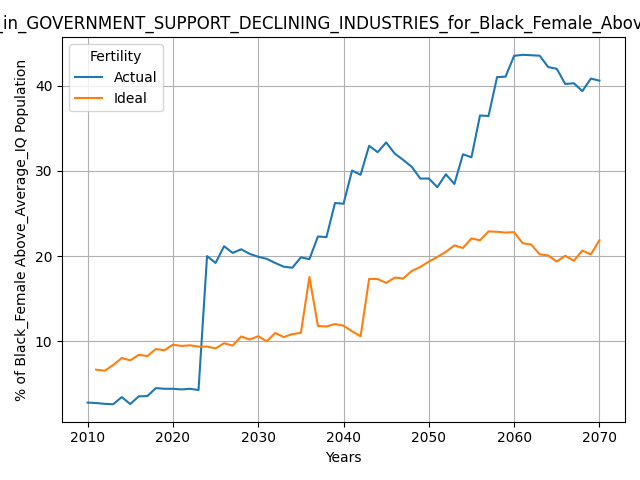 _in_GOVERNMENT_SUPPORT_DECLINING_INDUSTRIES_for_Black_Female_Above
Fertility
Actual
Ideal
% of Black_Female Above_Average_IQ Population
40
30
20
10
2010 2020 2030 2040 2050 2060 2070
Years